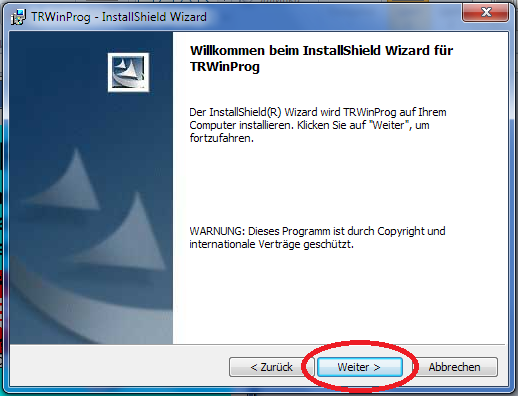 TRWinProg - InstallShield Wizard
Willkommen beim InstallShield Wizard für
TRWinProg
Der InstallShield(R) Wizard wird TRWinProg auf Ihrem
Computer installieren. Klicken Sie auf "Weiter", um
fortzufahren.
WARNUNG: Dieses Programm ist durch Copyright und
internationale Verträge geschützt.
< Zurück
Weiter >
Abbrechen